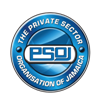 THE PRIVATE SECTOR
PSOJ
ORGANISATION OF JAMAICA